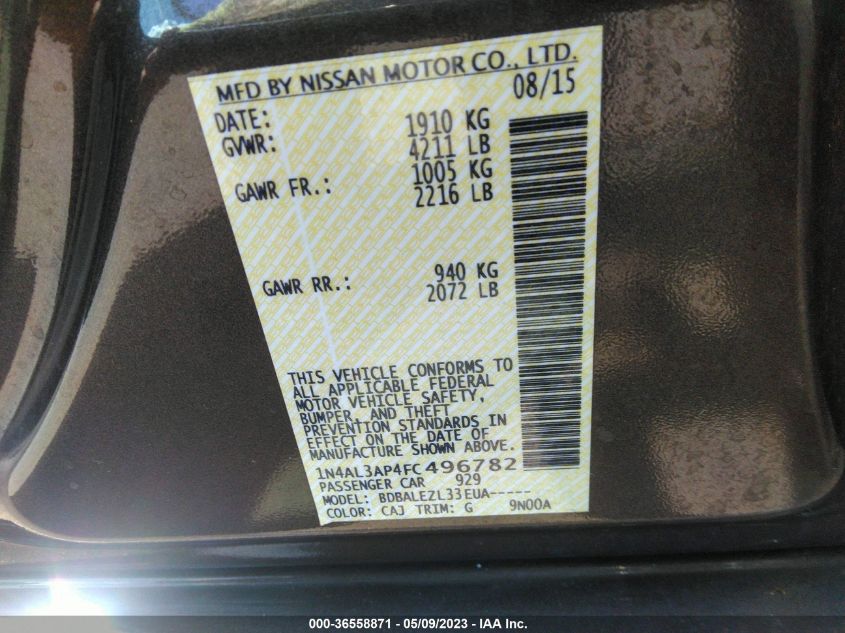 MFD BY NISSAN MOTOR CO., LTD.
DATE: 08/15
GVWR: 1910 KG
4211 LB
GAWR FR.: 1005 KG
2216 LB
GAWR RR.: 940 KG
2072 LB
THIS VEHICLE CONFORMS TO
ALL APPLICABLE FEDERAL
MOTOR VEHICLE SAFETY,
BUMPER, AND THEFT
PREVENTION STANDARDS IN
EFFECT ON THE DATE OF
MANUFACTURE SHOWN ABOVE.
1N4AL3AP4FC496782
PASSENGER CAR 929
MODEL: BDBALEZL33EUA-----
COLOR: CAJ TRIM: G 9N00A
000-36558871 - 05/09/2023 - IAA Inc.